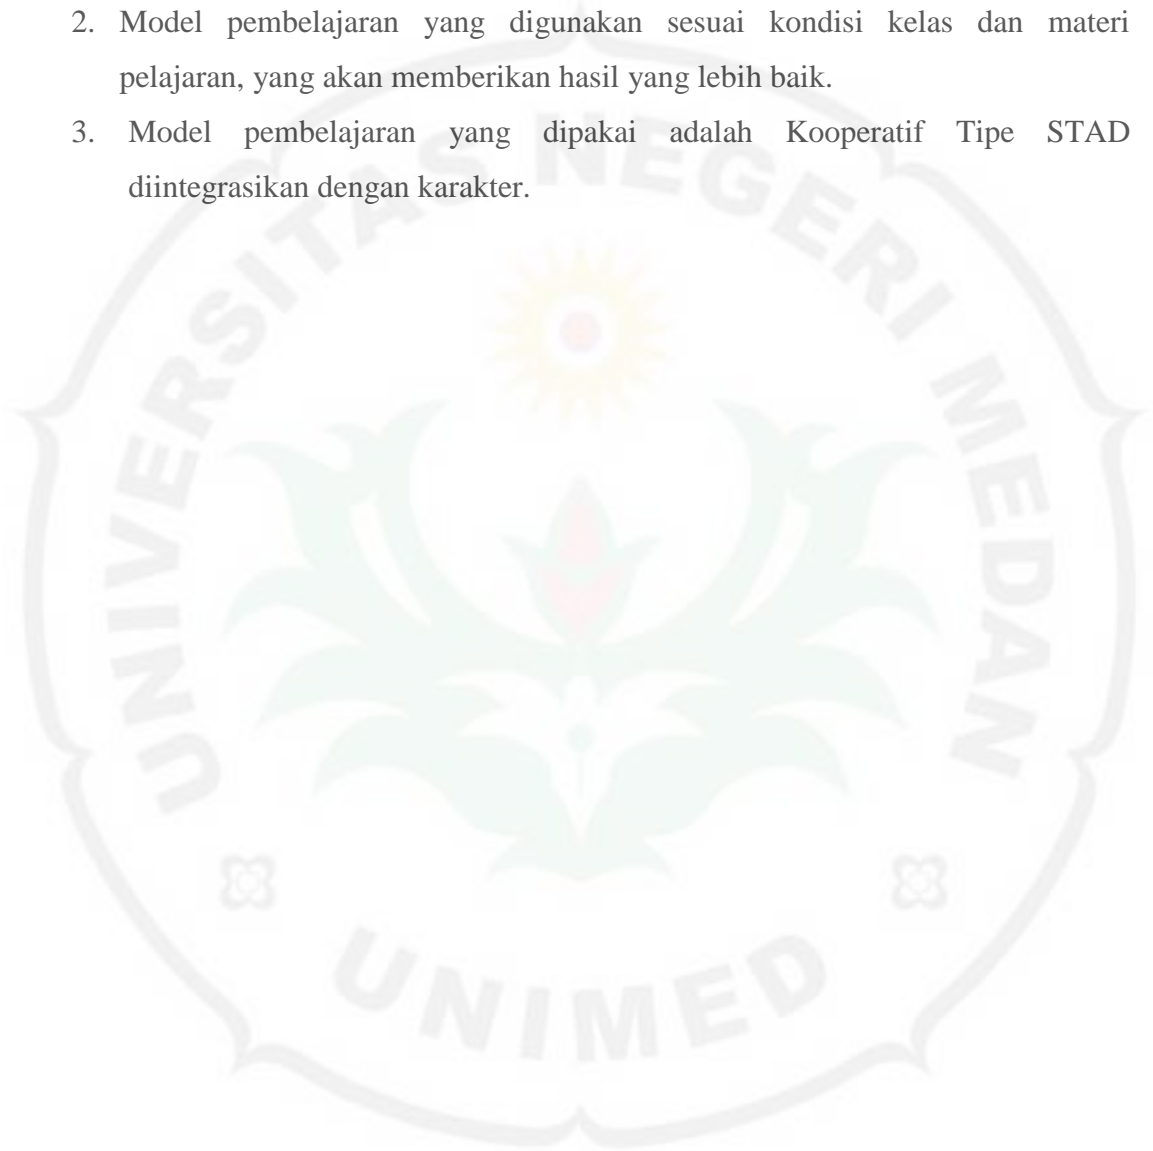 2. Model pembelajaran yang digunakan sesuai kondisi kelas dan materi
pelajaran, yang akan memberikan hasil yang lebih baik.
3. Model pembelajaran yang dipakai adalah Kooperatif Tipe STAD
diintegrasikan dengan karakter.
UNIVERSITAS NEGERI MEDAN
UNIMED